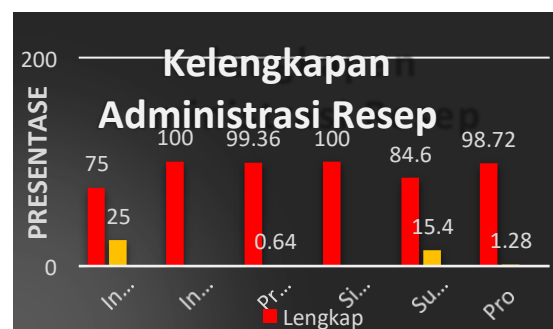 Kelengkapan
Administrasi Resep
PRESENTASE
200
0
75
25
100
99.36
0.64
100
84.6
15.4
98.72
1.28
In...
In...
Pr...
Si...
Su...
Pro
Lengkap